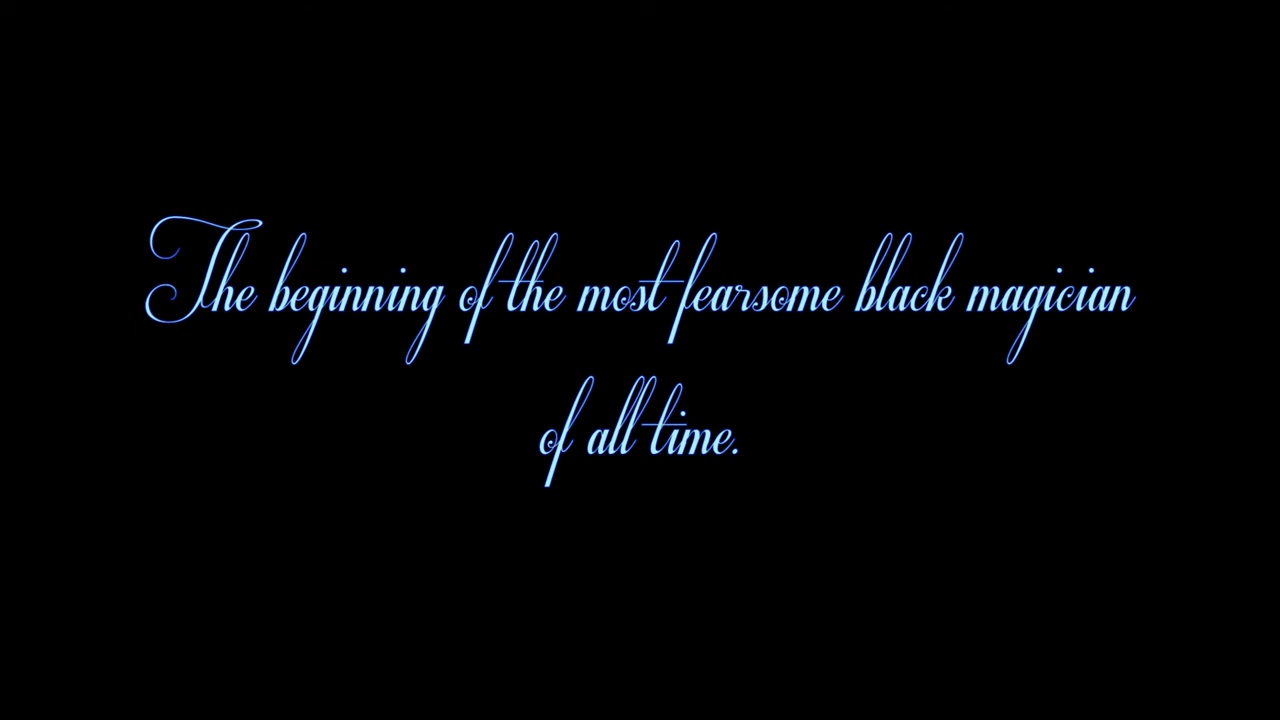 The beginning of the most fearsome black magician
of all time.